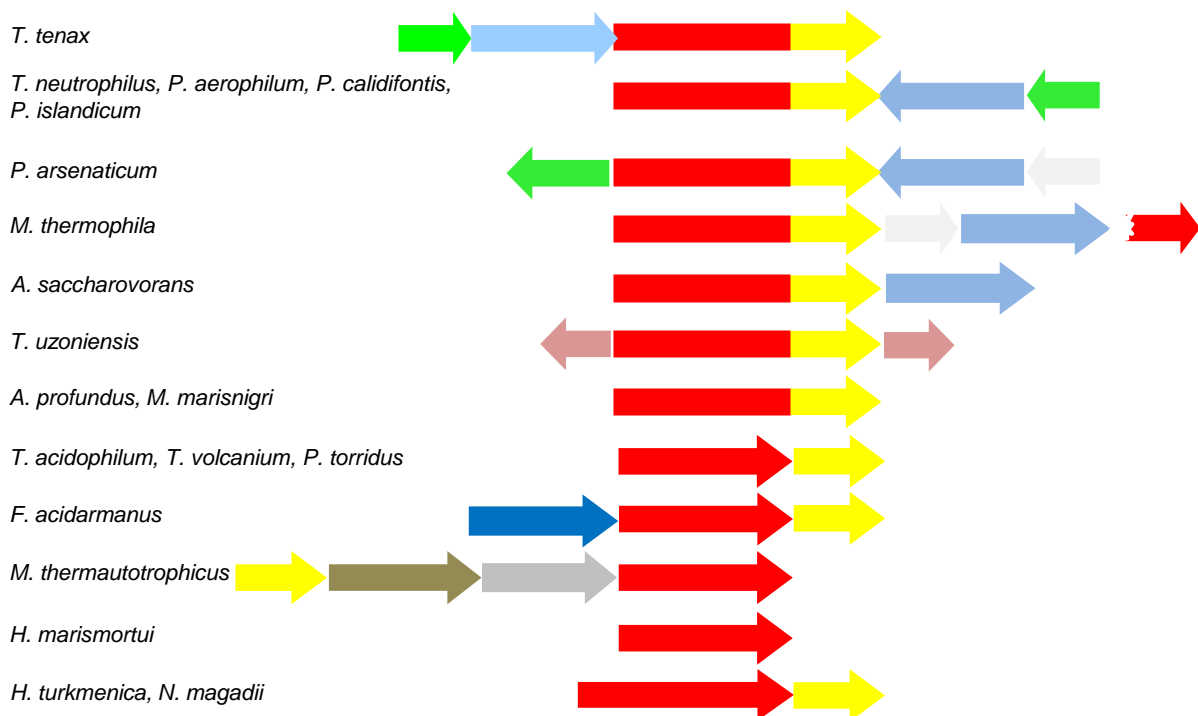 T. tenax
T. neutrophilus, P. aerophilum, P. calidifontis,
P. islandicum
P. arsenaticum
M. thermophila
A. saccharovorans
T. uzoniensis
A. profundus, M. marisnigri
T. acidophilum, T. volcanium, P. torridus
F. acidarmanus
M. thermautotrophicus
H. marismortui
H. turkmenica, N. magadii